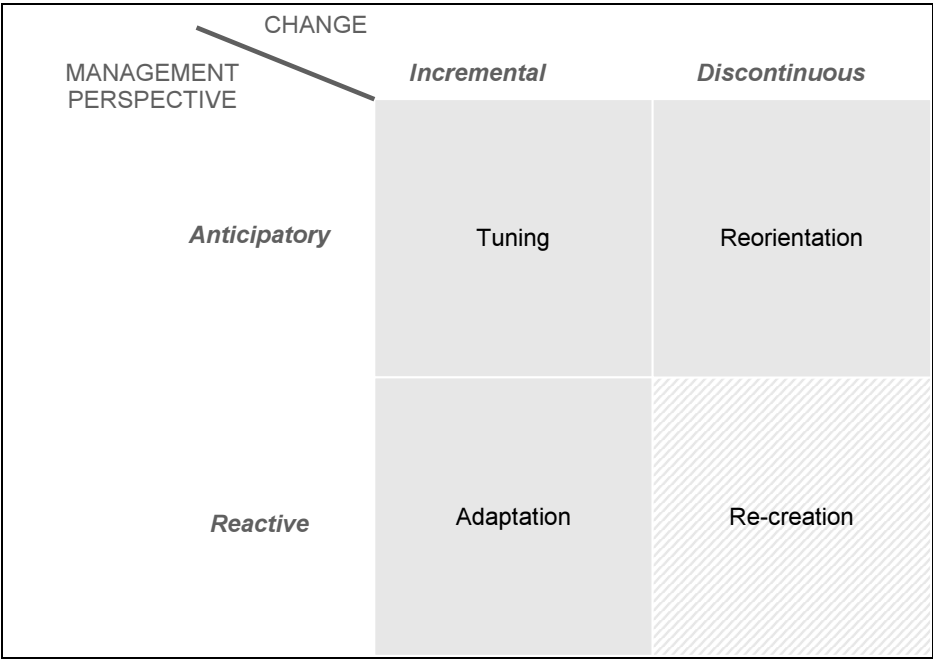 CHANGE
MANAGEMENT
PERSPECTIVE
Incremental
Discontinuous
Anticipatory
Tuning
Reorientation
Reactive
Adaptation
Re-creation